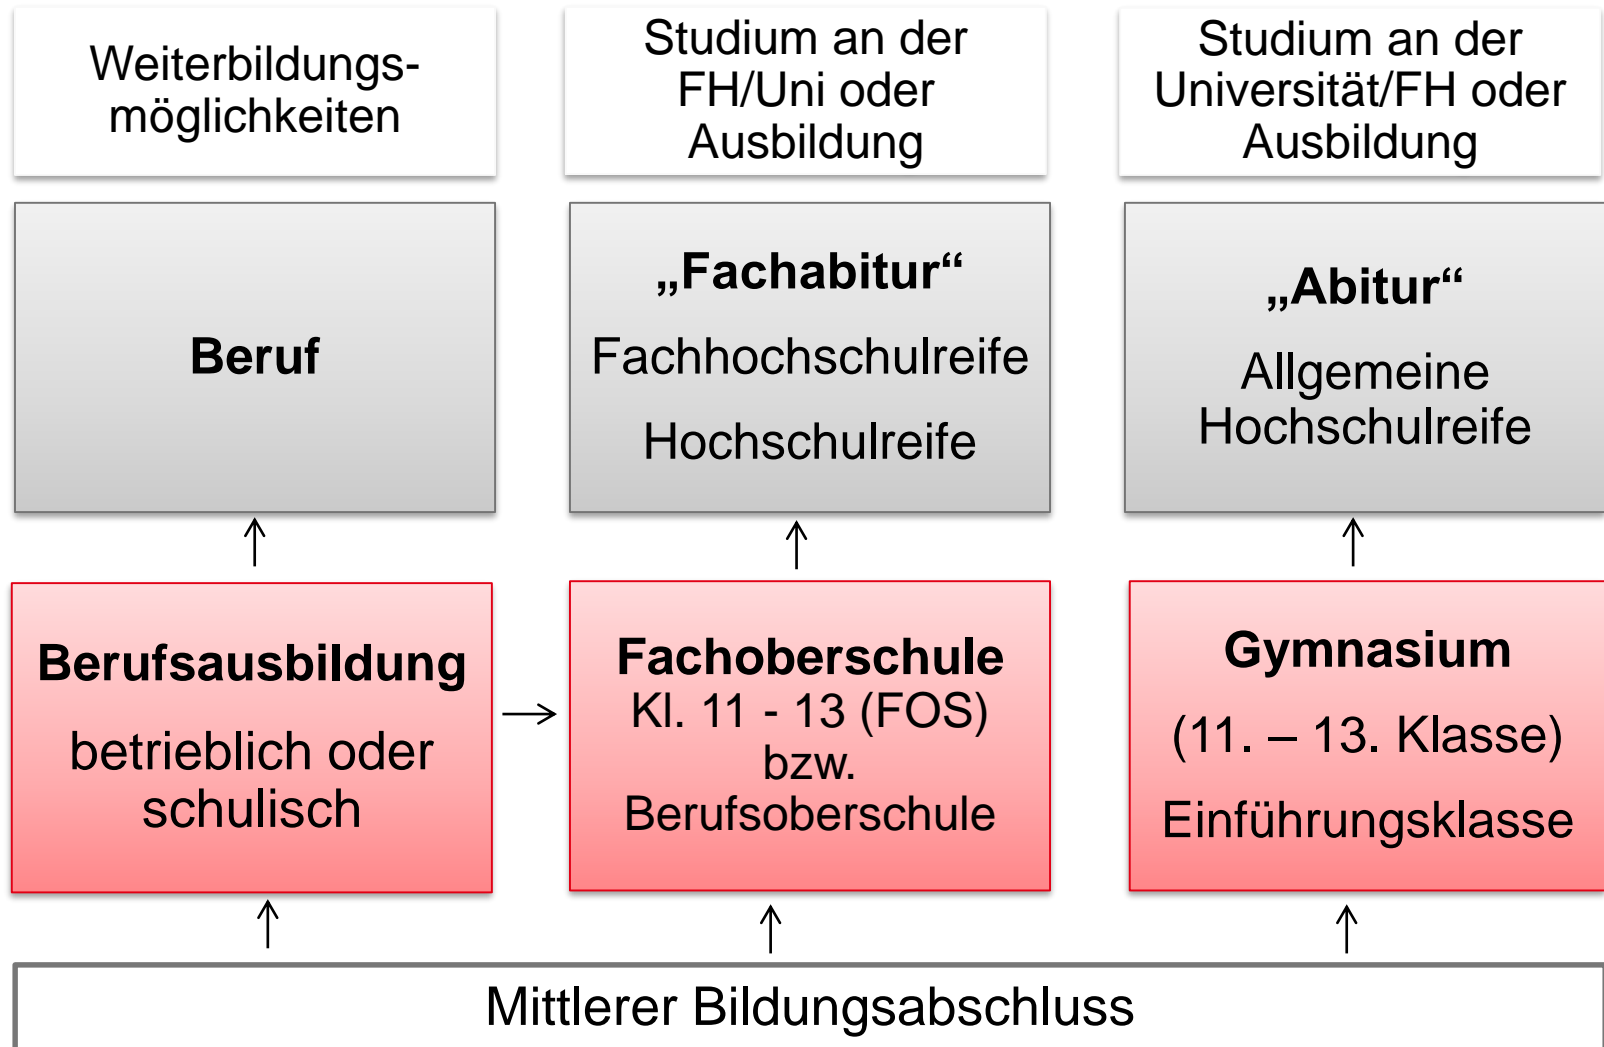 Weiterbildungs-
möglichkeiten
Studium an der
FH/Uni oder
Ausbildung
Studium an der
Universität/FH oder
Ausbildung
Beruf
„Fachabitur“
Fachhochschulreife
Hochschulreife
„Abitur“
Allgemeine
Hochschulreife
Berufsausbildung
betrieblich oder
schulisch
Fachoberschule
Kl. 11 - 13 (FOS)
bzw.
Berufsoberschule
Gymnasium
(11. – 13. Klasse)
Einführungsklasse
Mittlerer Bildungsabschluss